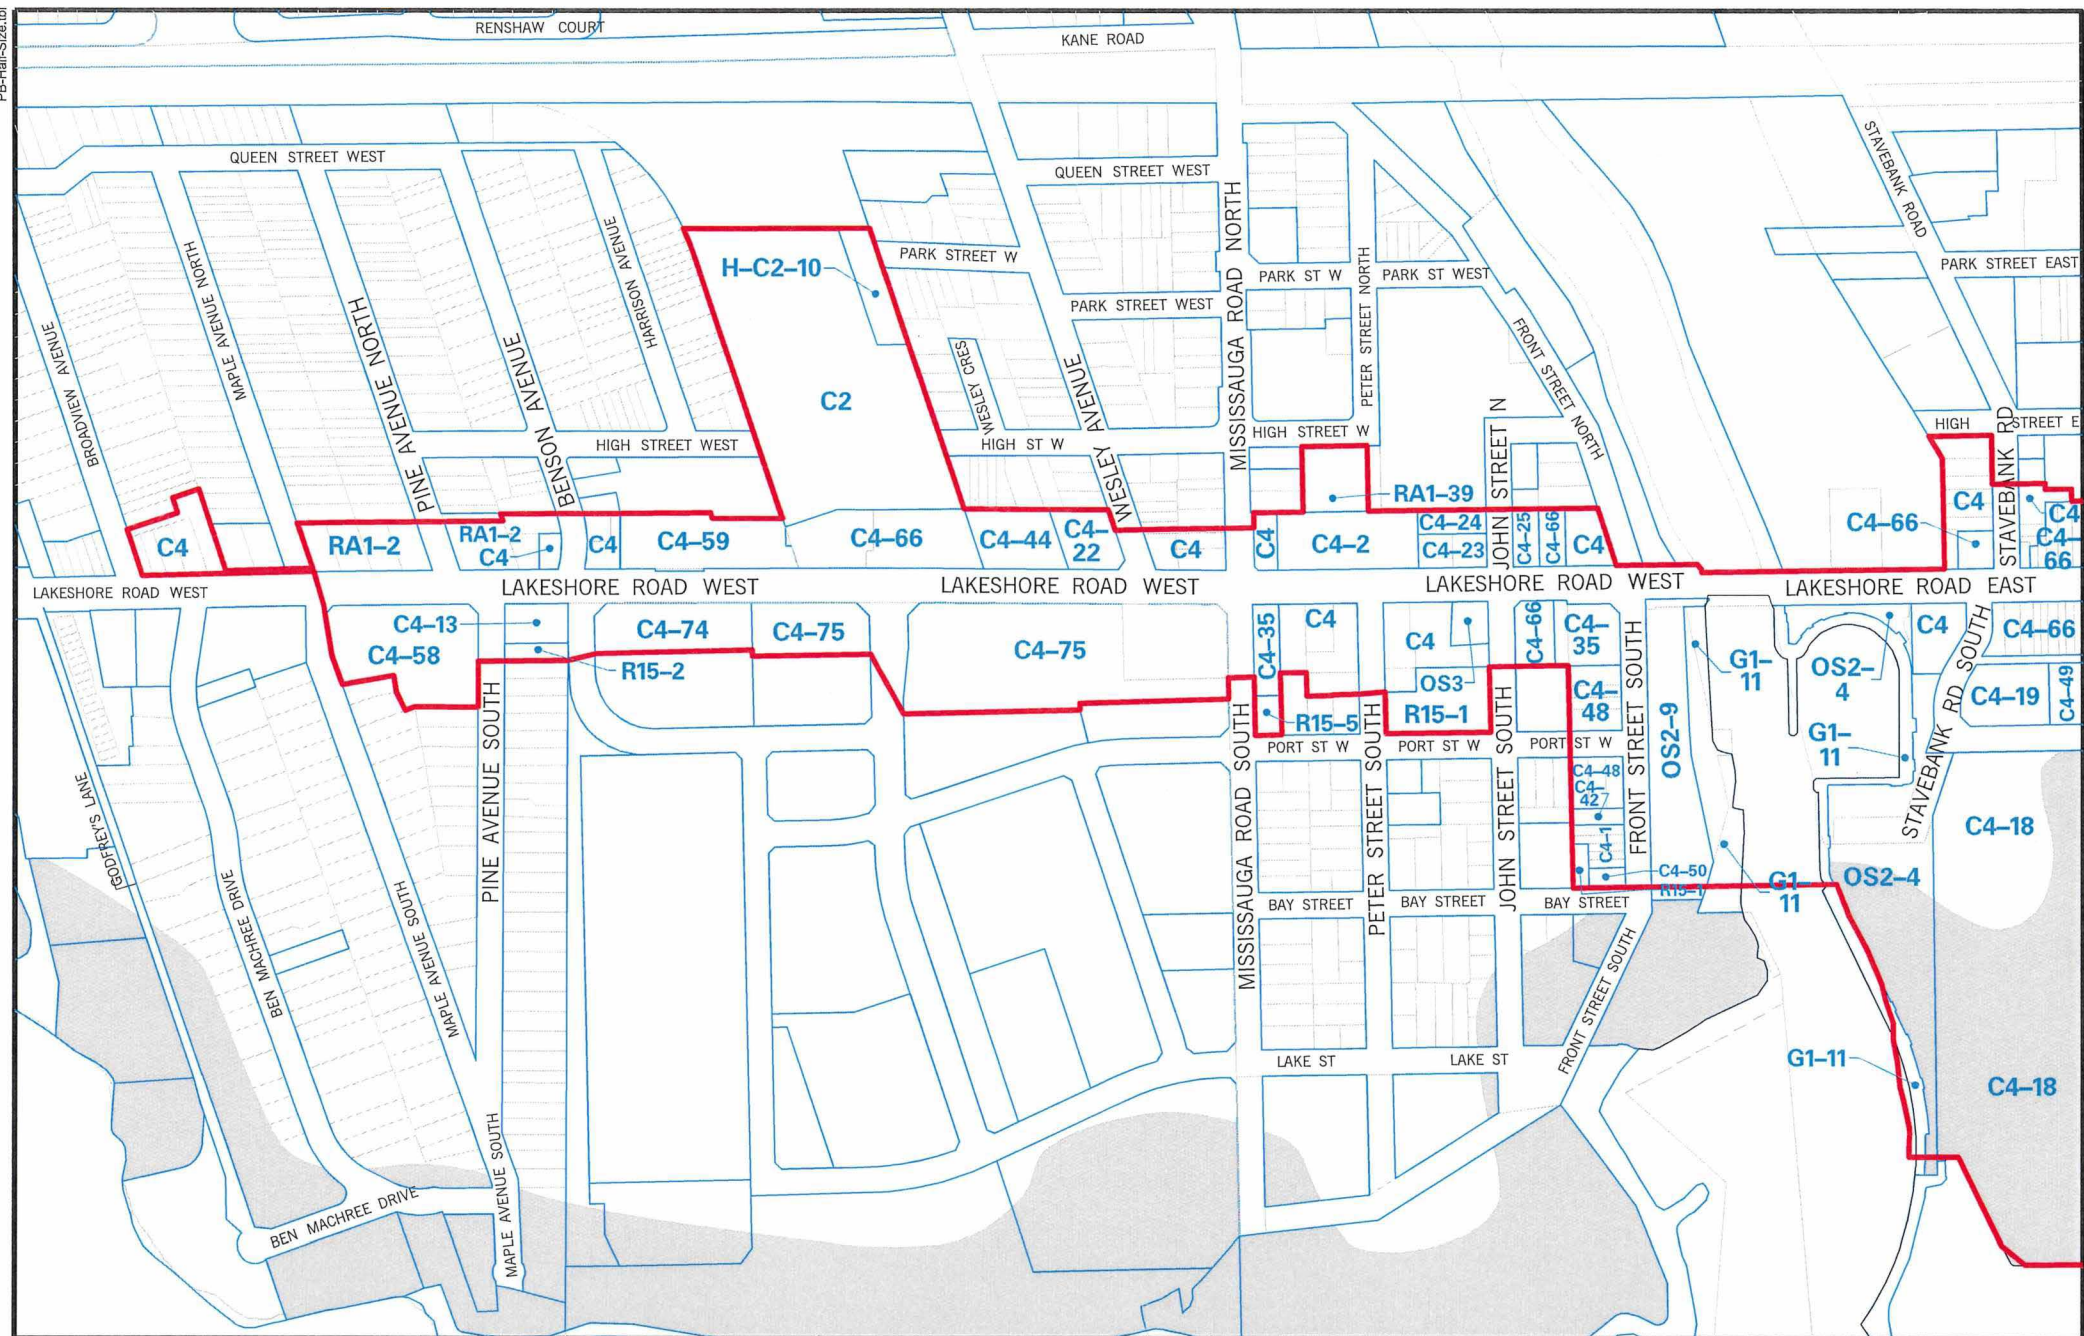 PB-Half-Size.tbl
RENSHAW COURT
KANE ROAD
QUEEN STREET WEST
QUEEN STREET WEST
STAVEBANK ROAD
BROADVIEW AVENUE
MAPLE AVENUE NORTH
PINE AVENUE NORTH
BENSON AVENUE
HARRISON AVENUE
PARK STREET W
H-C2-10
C2
WESLEY CRES
WESLEY AVENUE
PARK STREET WEST
MISSISSAUGA ROAD NORTH
PARK ST W
PETER STREET NORTH
PARK ST WEST
FRONT STREET NORTH
PARK STREET EAST
HIGH STREET WEST
HIGH ST W
HIGH STREET W
JOHN STREET N
HIGH
STREET E
STAVEBANK RD
RA1-39
C4
RA1-2
RA1-2
C4
C4
C4-59
C4-66
C4-44
C4-
22
C4
C4
C4-2
C4-24
C4-23
C4-25
C4-66
C4
C4-66
C4
C4
C4-
66
LAKESHORE ROAD WEST
LAKESHORE ROAD WEST
LAKESHORE ROAD WEST
LAKESHORE ROAD WEST
LAKESHORE ROAD EAST
C4-13
C4-58
R15-2
C4-74
C4-75
C4-75
C4-35
C4
C4
OS3
C4-66
C4-
35
C4-
48
G1-
11
OS2-
4
C4
C4-66
C4-19
C4-49
R15-5
R15-1
OS2-9
G1-
11
PORT ST W
PORT ST W
PORT ST W
C4-48
C4-
42
C4-1
C4-50
R15-1
G1-
11
OS2-4
C4-18
GODFREY'S LANE
BEN MACHREE DRIVE
MAPLE AVENUE SOUTH
PINE AVENUE SOUTH
MISSISSAUGA ROAD SOUTH
PETER STREET SOUTH
JOHN STREET SOUTH
FRONT STREET SOUTH
STAVEBANK RD SOUTH
BAY STREET
BAY STREET
BAY STREET
FRONT STREET SOUTH
LAKE ST
LAKE ST
G1-11
C4-18
BEN MACHREE DRIVE
MAPLE AVENUE SOUTH